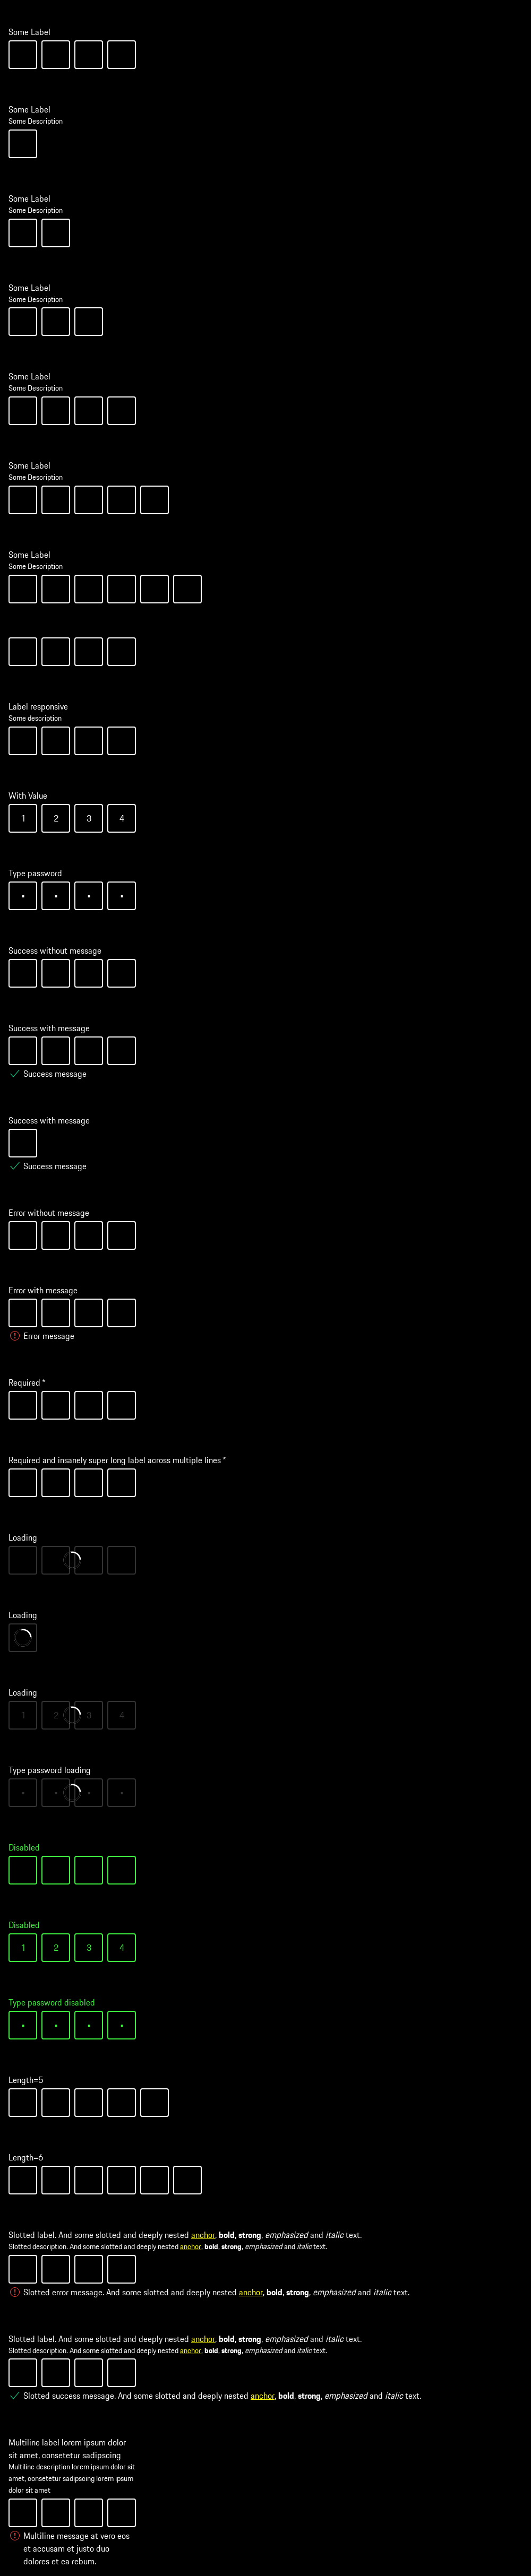 Some Label
Some Label
Some Description
Some Label
Some Description
Some Label
Some Description
Some Label
Some Description
Some Label
Some Description
Some Label
Some Description
Label responsive
Some description
With Value
1 2 3 4
Type password
• • • •
Success without message
Success with message
Success message
Success with message
Success message
Error without message
Error with message
Error message
Required *
Required and insanely super long label across multiple lines *
Loading
Loading
Loading
1 2 3 4
Type password loading
• • • •
Disabled
Disabled
1 2 3 4
Type password disabled
• • • •
Length=5
Length=6
Slotted label. And some slotted and deeply nested anchor, bold, strong, emphasized and italic text.
Slotted description. And some slotted and deeply nested anchor, bold, strong, emphasized and italic text.
Slotted error message. And some slotted and deeply nested anchor, bold, strong, emphasized and italic text.
Slotted label. And some slotted and deeply nested anchor, bold, strong, emphasized and italic text.
Slotted description. And some slotted and deeply nested anchor, bold, strong, emphasized and italic text.
Slotted success message. And some slotted and deeply nested anchor, bold, strong, emphasized and italic text.
Multiline label lorem ipsum dolor
sit amet, consetetur sadipscing
Multiline description lorem ipsum dolor sit
amet, consetetur sadipscing lorem ipsum
dolor sit amet
Multiline message at vero eos
et accusam et justo duo
dolores et ea rebum.